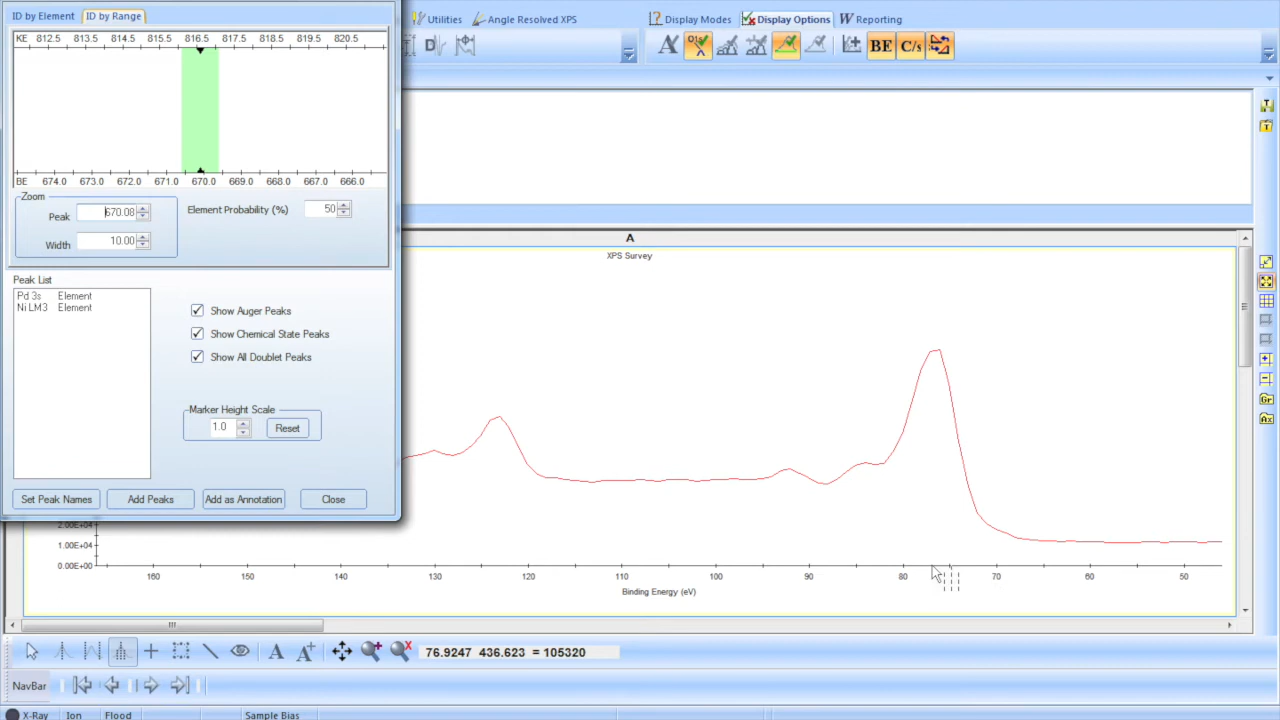 ID by Element ID by Range
Utilities Angle Resolved XPS Display Modes Display Options Reporting
KE 812.5 813.5 814.5 815.5 816.5 817.5 818.5 819.5 820.5
BE C/s
BE 674.0 673.0 672.0 671.0 670.0 669.0 668.0 667.0 666.0
Zoom
Peak 670.08
Element Probability (%) 50
Width 10.00
A
XPS Survey
Peak List
Pd 3s Element
Ni LM3 Element
Show Auger Peaks
Show Chemical State Peaks
Show All Doublet Peaks
Marker Height Scale
1.0 Reset
Set Peak Names Add Peaks Add as Annotation Close
2.00E+04
1.00E+04
0.00E+00
160 150 140 130 120 110 100 90 80 70 60 50
Binding Energy (eV)
Gr
Ax
76.9247 436.623 = 105320
NavBar
X-Ray Ion Flood Sample Bias